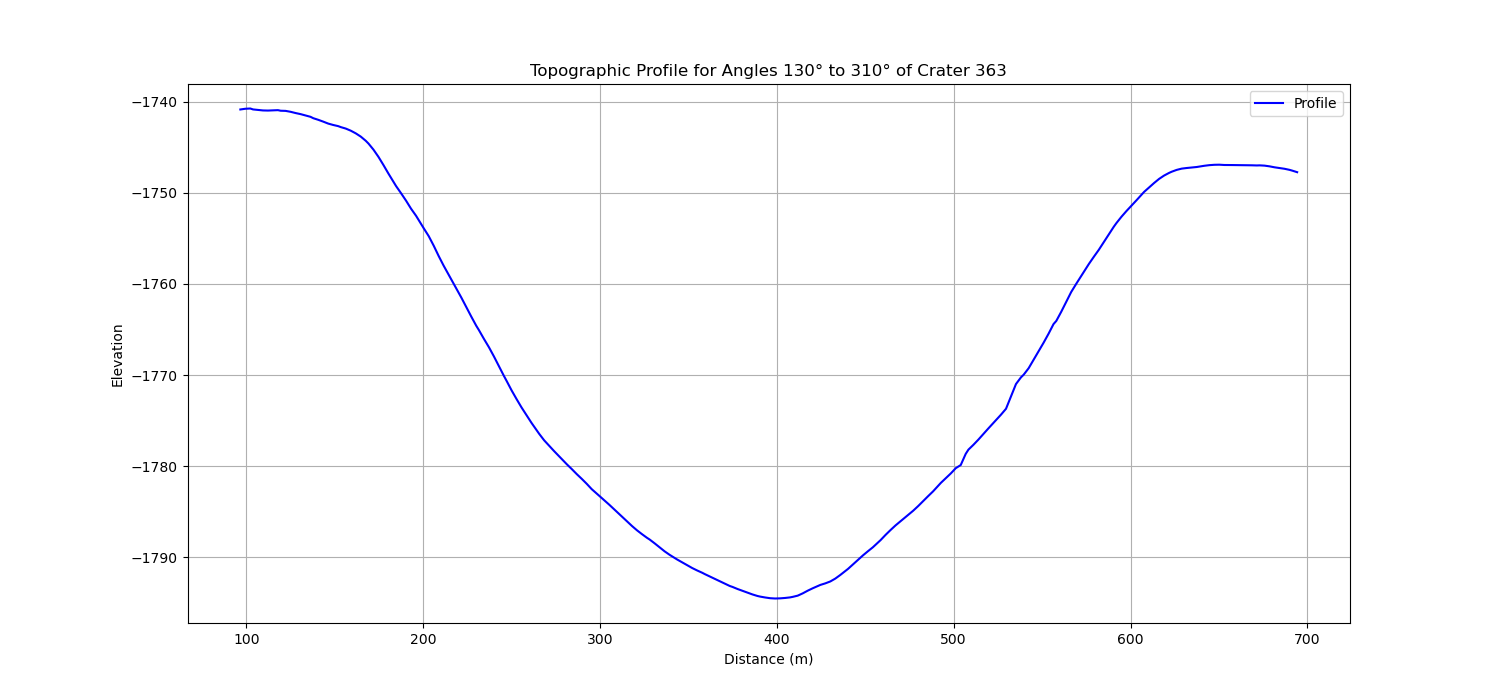 Topographic Profile for Angles 130° to 310° of Crater 363
Profile
−1740
−1750
−1760
−1770
−1780
−1790
Elevation
100 200 300 400 500 600 700
Distance (m)